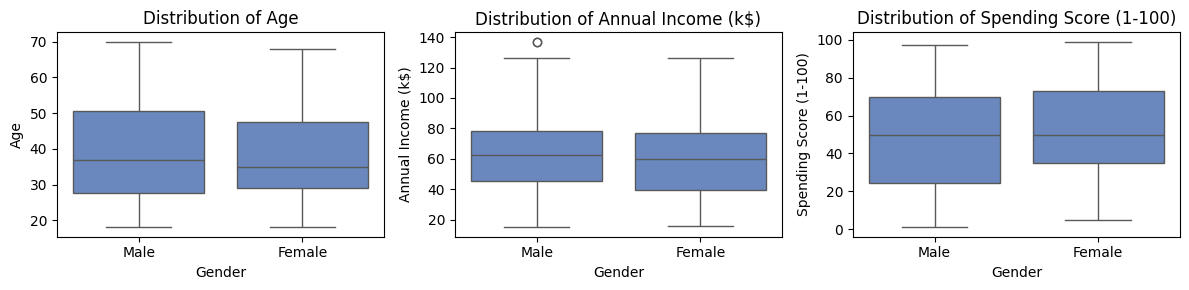 Distribution of Age
Age
70
60
50
40
30
20
Male
Female
Gender
Distribution of Annual Income (k$)
Annual Income (k$)
140
120
100
80
60
40
20
Male
Female
Gender
Distribution of Spending Score (1-100)
Spending Score (1-100)
100
80
60
40
20
0
Male
Female
Gender